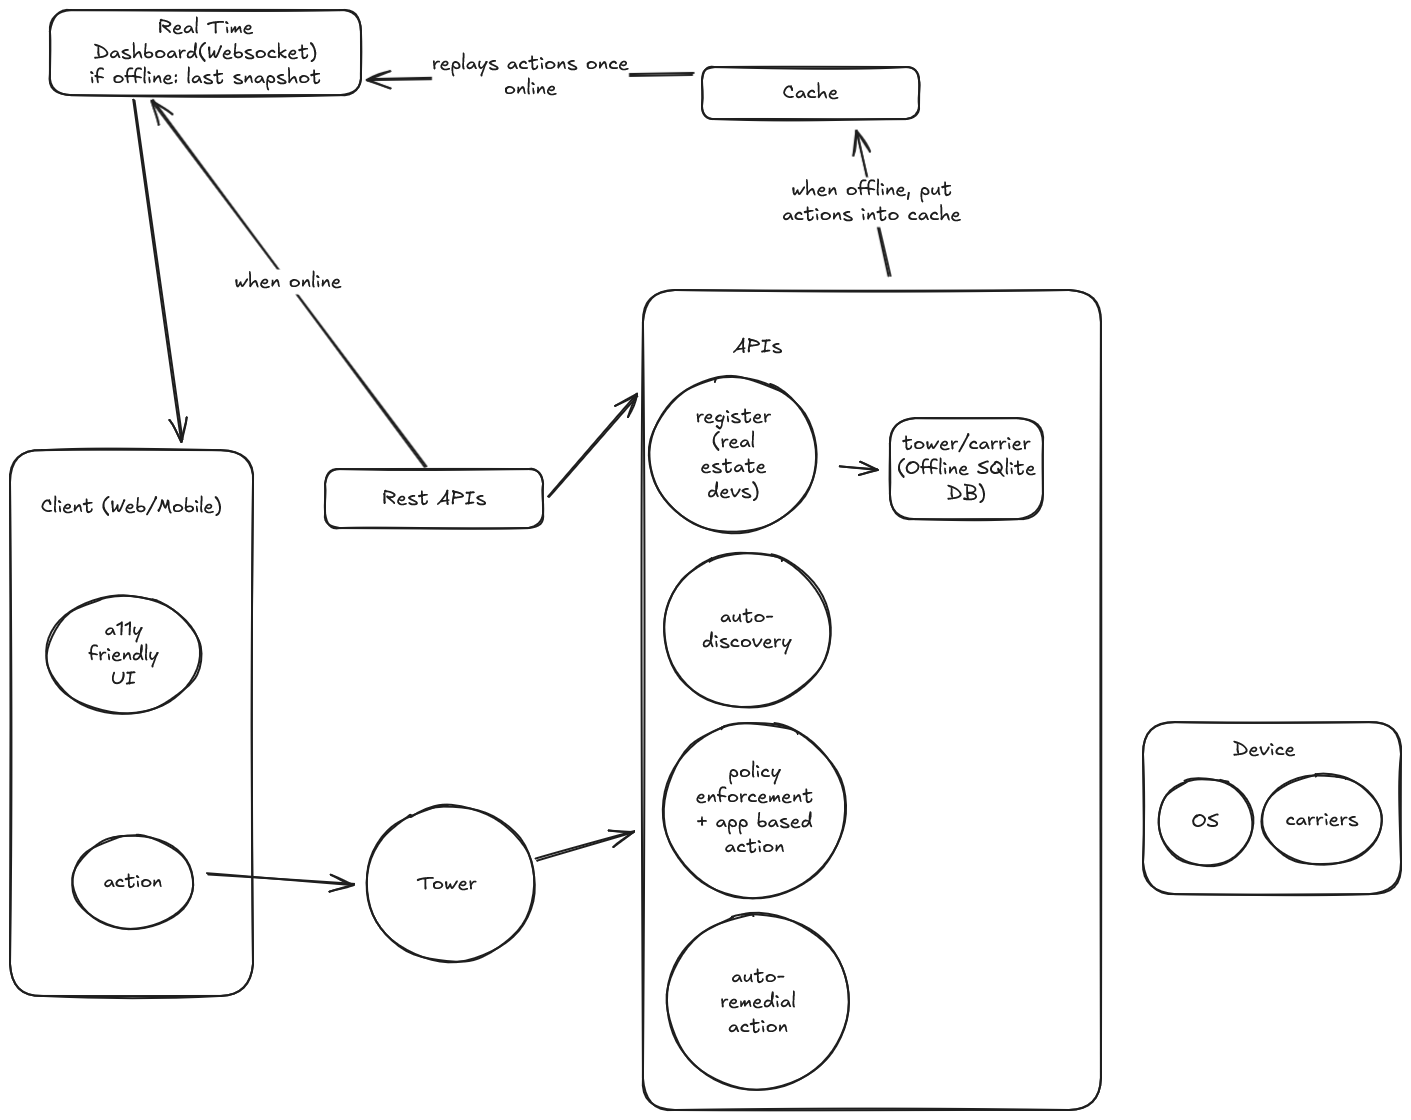 Real Time
Dashboard(Websocket)
if offline: last snapshot
replays actions once
online
Cache
when offline, put
actions into cache
when online
APIs
register
(real
estate
devs)
tower/carrier
(Offline SQlite
DB)
Rest APIs
Client (Web/Mobile)
a11y
friendly
UI
auto-
discovery
policy
enforcement
+ app based
action
Device
OS
carriers
action
Tower
auto-
remedial
action